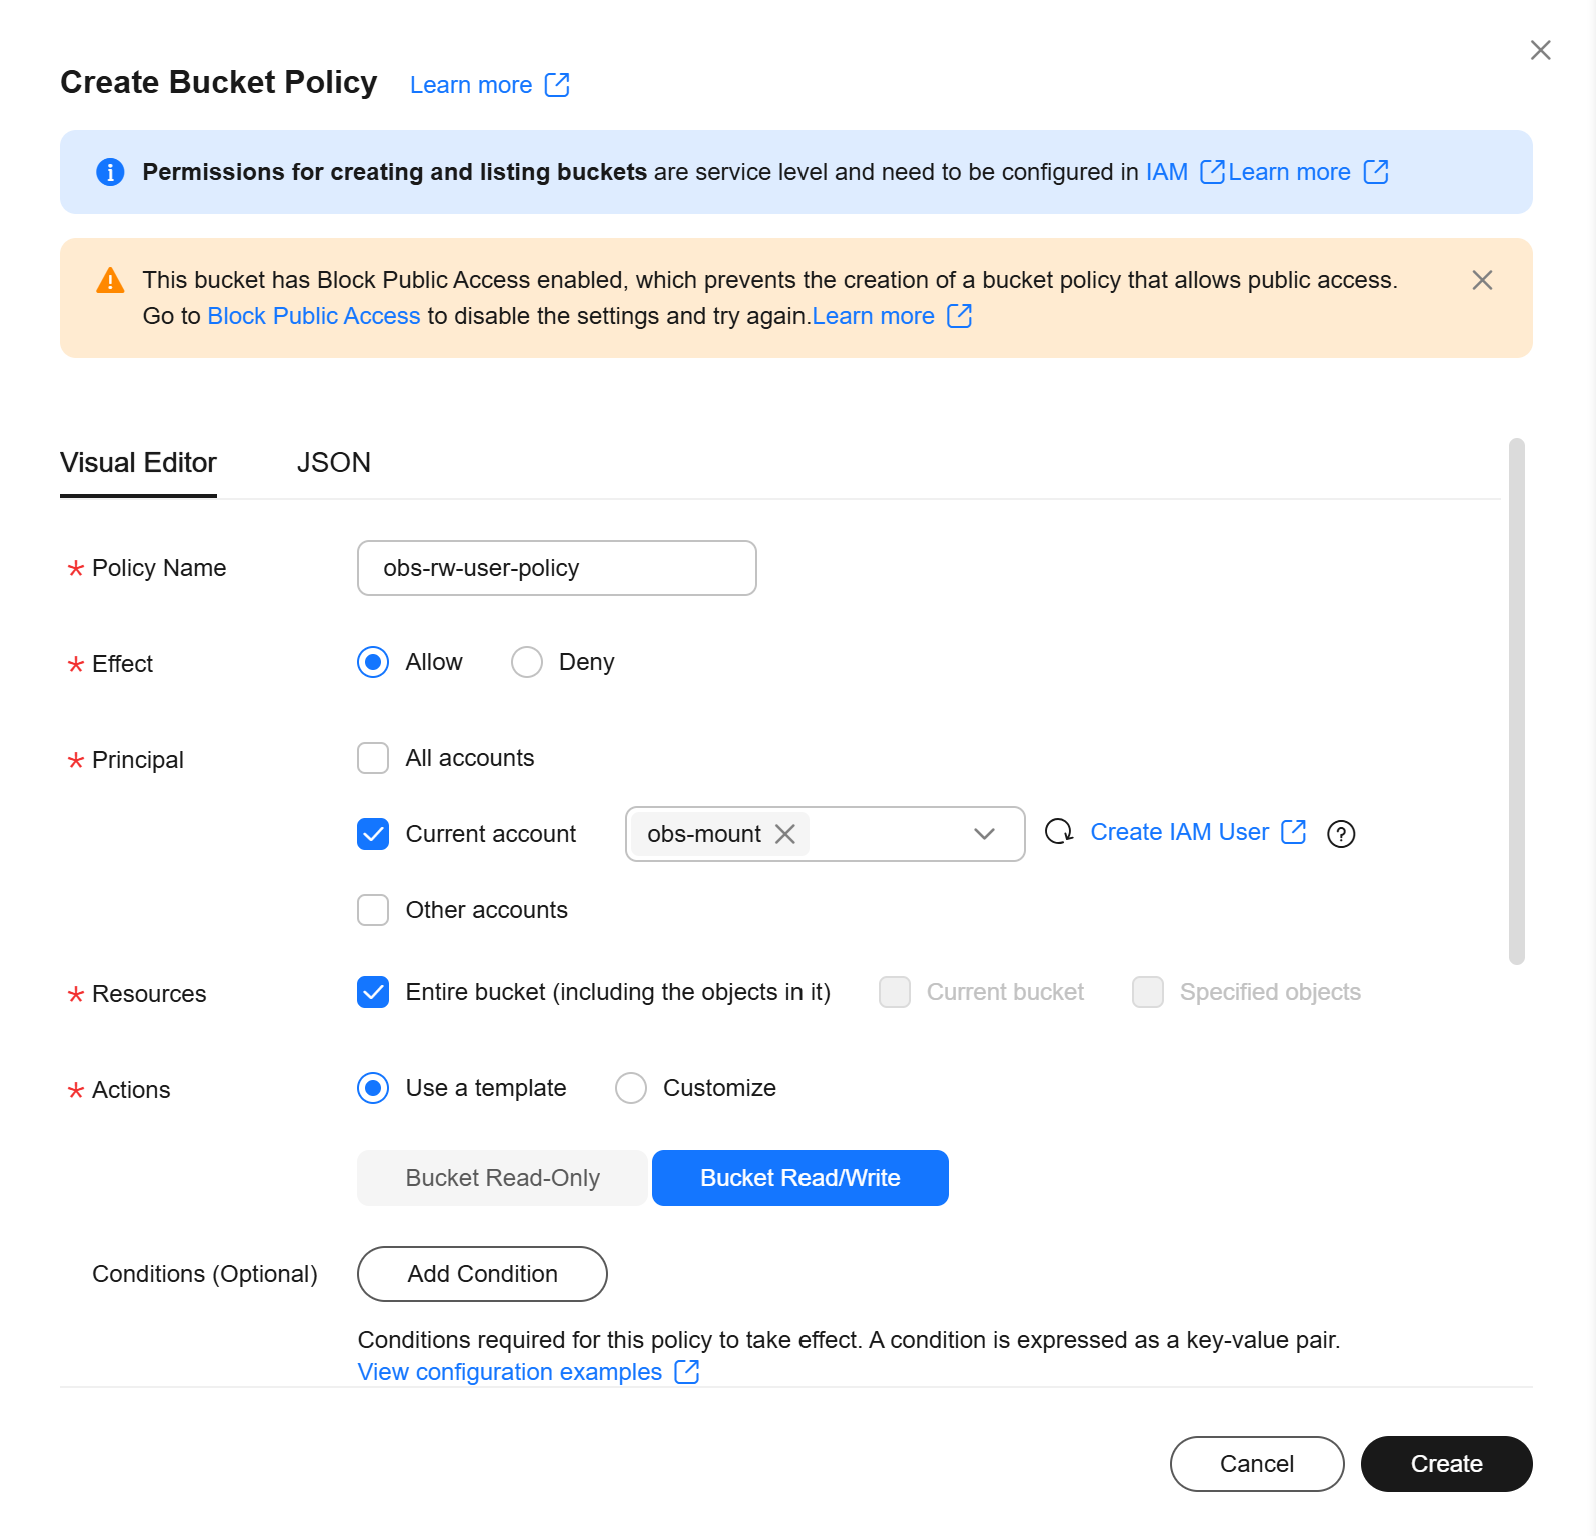 Create Bucket Policy Learn more
Permissions for creating and listing buckets are service level and need to be configured in IAM Learn more
This bucket has Block Public Access enabled, which prevents the creation of a bucket policy that allows public access.
Go to Block Public Access to disable the settings and try again.Learn more
Visual Editor JSON
* Policy Name obs-rw-user-policy
* Effect Allow Deny
* Principal All accounts
Current account obs-mount Create IAM User
Other accounts
* Resources Entire bucket (including the objects in it) Current bucket Specified objects
* Actions Use a template Customize
Bucket Read-Only Bucket Read/Write
Conditions (Optional) Add Condition
Conditions required for this policy to take effect. A condition is expressed as a key-value pair.
View configuration examples
Cancel Create